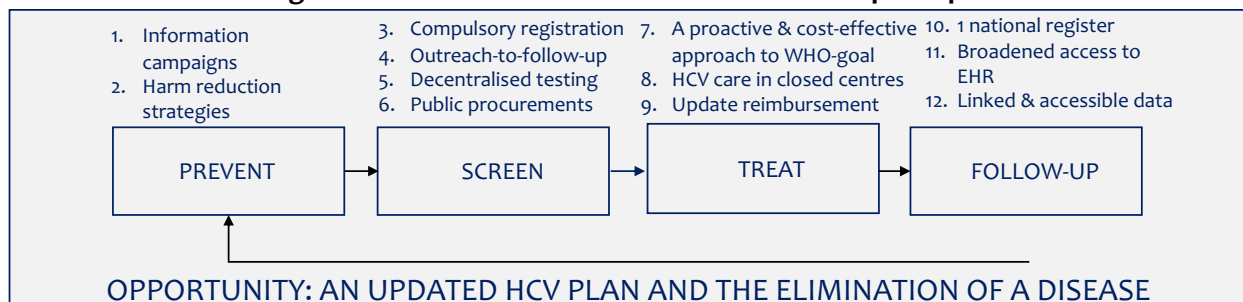 1. Information
campaigns
2. Harm reduction
strategies
3. Compulsory registration
4. Outreach-to-follow-up
5. Decentralised testing
6. Public procurements
7. A proactive & cost-effective
approach to WHO-goal
8. HCV care in closed centres
9. Update reimbursement
10. 1 national register
11. Broadened access to
EHR
12. Linked & accessible data
PREVENT
SCREEN
TREAT
FOLLOW-UP
OPPORTUNITY: AN UPDATED HCV PLAN AND THE ELIMINATION OF A DISEASE